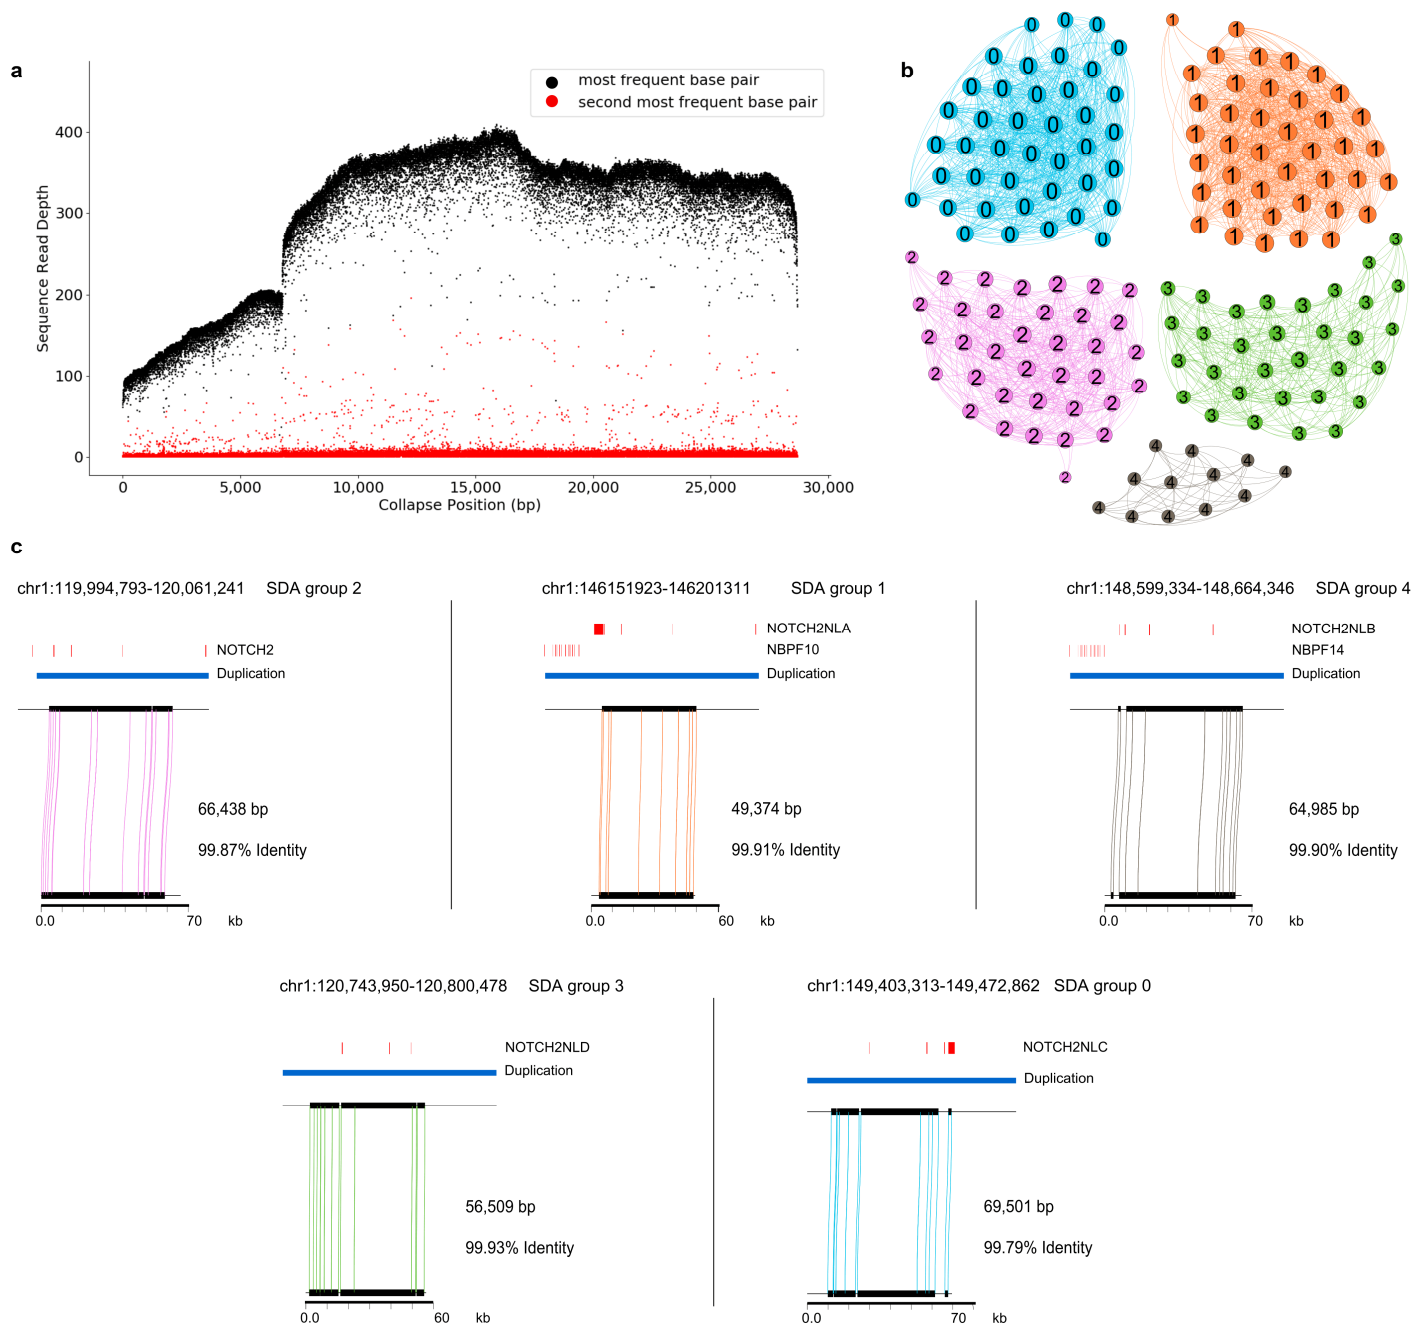 a
most frequent base pair
second most frequent base pair
Sequence Read Depth
400
300
200
100
0
0 5,000 10,000 15,000 20,000 25,000 30,000
Collapse Position (bp)
b
0
1
2
3
4
c
chr1:119,994,793-120,061,241 SDA group 2
NOTCH2
Duplication
66,438 bp
99.87% Identity
0.0 70 kb
chr1:146151923-146201311 SDA group 1
NOTCH2NLA
NBPF10
Duplication
49,374 bp
99.91% Identity
0.0 60 kb
chr1:148,599,334-148,664,346 SDA group 4
NOTCH2NLB
NBPF14
Duplication
64,985 bp
99.90% Identity
0.0 70 kb
chr1:120,743,950-120,800,478 SDA group 3
NOTCH2NLD
Duplication
56,509 bp
99.93% Identity
0.0 60 kb
chr1:149,403,313-149,472,862 SDA group 0
NOTCH2NLC
Duplication
69,501 bp
99.79% Identity
0.0 70 kb